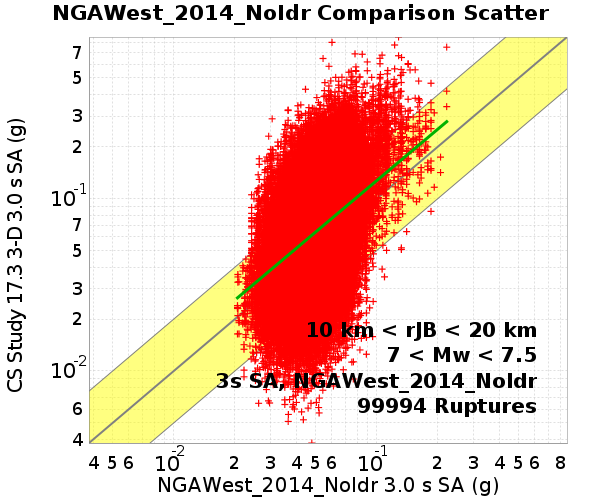 NGAWest_2014_NoIdr Comparison Scatter
CS Study 17.3 3-D 3.0 s SA (g)
7
5
3
2
10-1
7
5
3
2
10-2
6
4
10 km < rJB < 20 km
7 < Mw < 7.5
3s SA, NGAWest_2014_NoIdr
99994 Ruptures
4 5 6 10-2 2 3 4 5 6 10-1 2 3 4 5 6 8
NGAWest_2014_NoIdr 3.0 s SA (g)